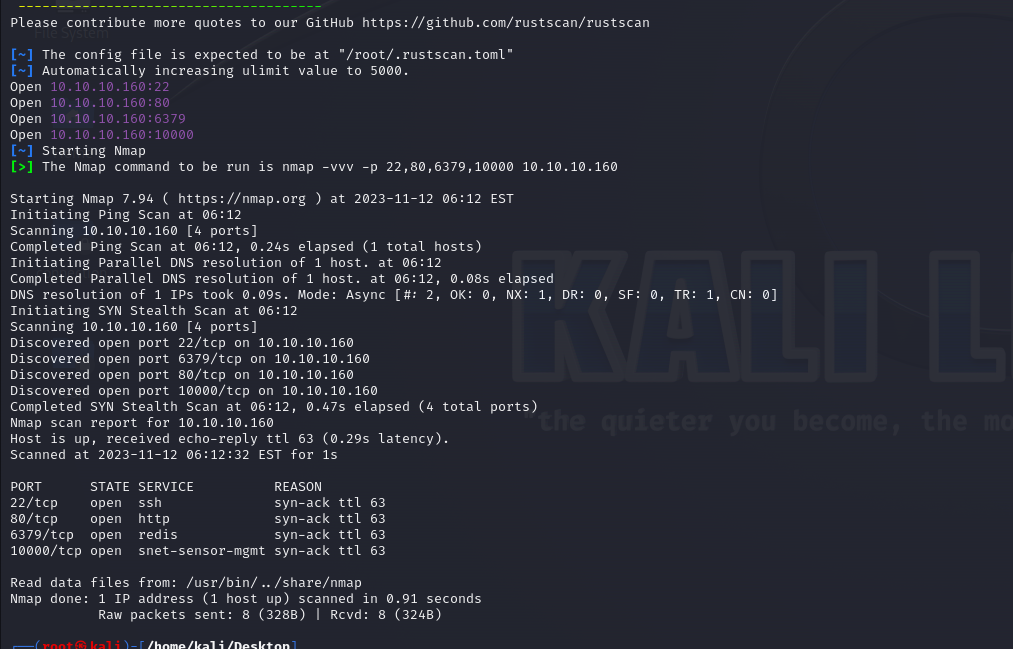 Please contribute more quotes to our GitHub https://github.com/rustscan/rustscan
File System
[~] The config file is expected to be at "/root/.rustscan.toml"
[~] Automatically increasing ulimit value to 5000.
Open 10.10.10.160:22
Open 10.10.10.160:80
Open 10.10.10.160:6379
Open 10.10.10.160:10000
[~] Starting Nmap
[>] The Nmap command to be run is nmap -vvv -p 22,80,6379,10000 10.10.10.160
Starting Nmap 7.94 ( https://nmap.org ) at 2023-11-12 06:12 EST
Initiating Ping Scan at 06:12
Scanning 10.10.10.160 [4 ports]
Completed Ping Scan at 06:12, 0.24s elapsed (1 total hosts)
Initiating Parallel DNS resolution of 1 host. at 06:12
Completed Parallel DNS resolution of 1 host. at 06:12, 0.08s elapsed
DNS resolution of 1 IPs took 0.09s. Mode: Async [#: 2, OK: 0, NX: 1, DR: 0, SF: 0, TR: 1, CN: 0]
Initiating SYN Stealth Scan at 06:12
Scanning 10.10.10.160 [4 ports]
Discovered open port 22/tcp on 10.10.10.160
Discovered open port 6379/tcp on 10.10.10.160
Discovered open port 80/tcp on 10.10.10.160
Discovered open port 10000/tcp on 10.10.10.160
Completed SYN Stealth Scan at 06:12, 0.47s elapsed (4 total ports)
Nmap scan report for 10.10.10.160
Host is up, received echo-reply ttl 63 (0.29s latency).
Scanned at 2023-11-12 06:12:32 EST for 1s
KALI L
"the quieter you become, the mo
PORT STATE SERVICE REASON
22/tcp open ssh syn-ack ttl 63
80/tcp open http syn-ack ttl 63
6379/tcp open redis syn-ack ttl 63
10000/tcp open snet-sensor-mgmt syn-ack ttl 63
Read data files from: /usr/bin/../share/nmap
Nmap done: 1 IP address (1 host up) scanned in 0.91 seconds
Raw packets sent: 8 (328B) | Rcvd: 8 (324B)
┌──(root㉿kali)-[/home/kali/Desktop]